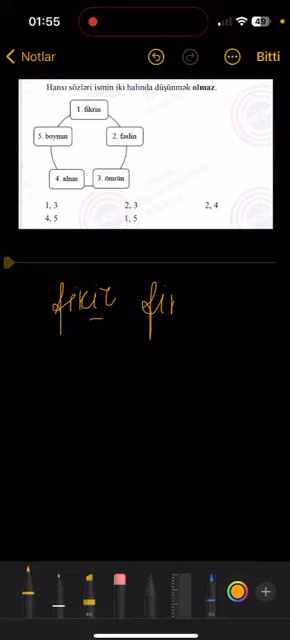 01:55
49
Notlar
Bitti
Hansı sözləri ismin iki halında düşünmək olmaz.
1. fikrin
5. boynun
2. fəslin
4. alnın
3. ömrün
1, 3
2, 3
2, 4
4, 5
1, 5
fikir fik